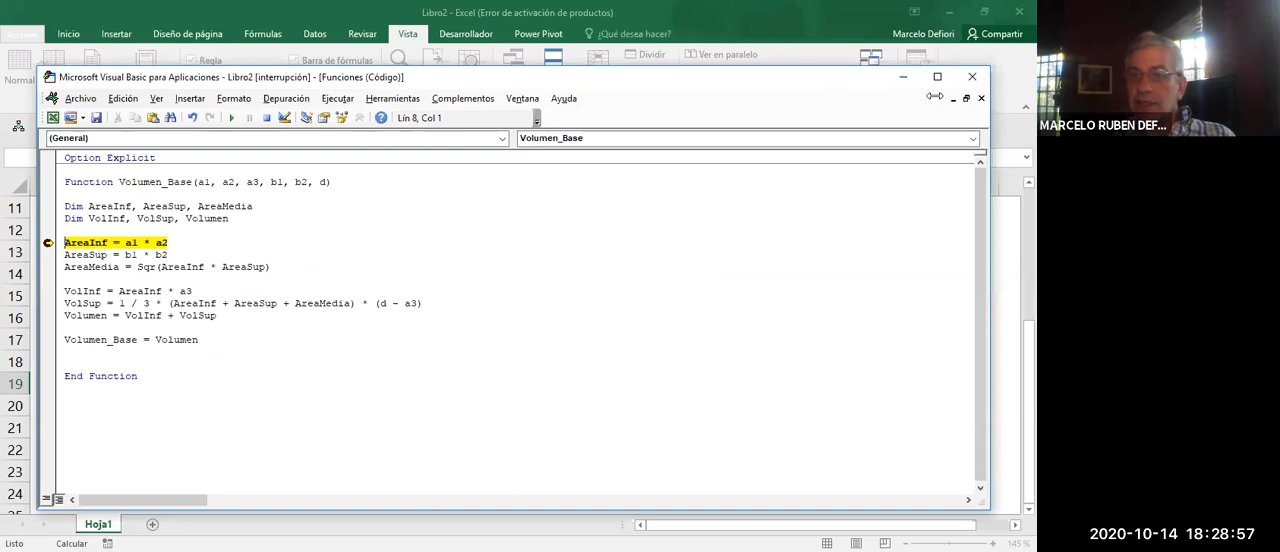 Libro2 - Excel (Error de activación de productos)
Archivo Inicio Insertar Diseño de página Fórmulas Datos Revisar Vista Desarrollador Power Pivot ¿Qué desea hacer? Marcelo Defiori Compartir
Normal Regla Barra de fórmulas Dividir Ver en paralelo
Microsoft Visual Basic para Aplicaciones - Libro2 [interrupción] - [Funciones (Código)]
Archivo Edición Ver Insertar Formato Depuración Ejecutar Herramientas Complementos Ventana Ayuda
Lín 8, Col 1
(General) Volumen_Base
Option Explicit
Function Volumen_Base(a1, a2, a3, b1, b2, d)
Dim AreaInf, AreaSup, AreaMedia
Dim VolInf, VolSup, Volumen
AreaInf = a1 * a2
AreaSup = b1 * b2
AreaMedia = Sqr(AreaInf * AreaSup)
VolInf = AreaInf * a3
VolSup = 1 / 3 * (AreaInf + AreaSup + AreaMedia) * (d - a3)
Volumen = VolInf + VolSup
Volumen_Base = Volumen
End Function
11
12
13
14
15
16
17
18
19
20
21
22
23
24
Hoja1
Listo Calcular 145 %
MARCELO RUBEN DEF...
2020-10-14 18:28:57